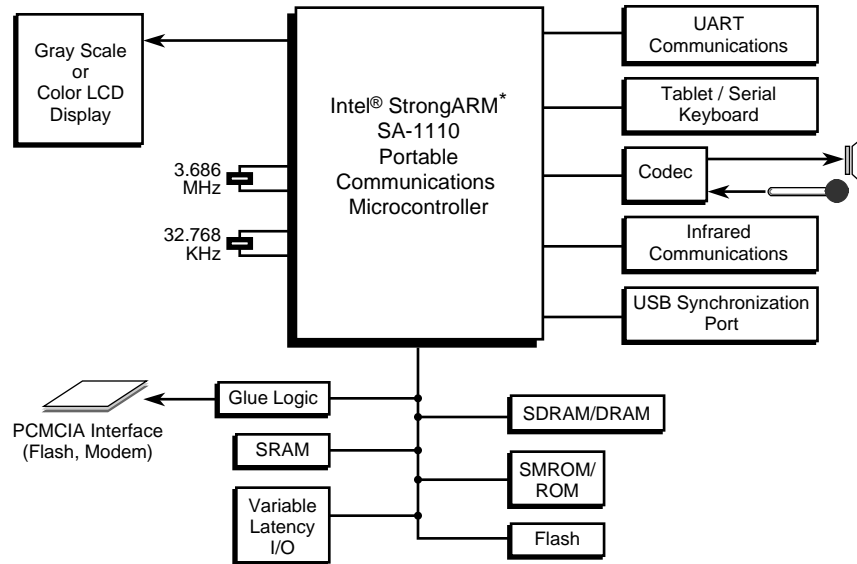 Gray Scale
or
Color LCD
Display
3.686
MHz
32.768
KHz
Intel® StrongARM*
SA-1110
Portable
Communications
Microcontroller
UART
Communications
Tablet / Serial
Keyboard
Codec
Infrared
Communications
USB Synchronization
Port
Glue Logic
PCMCIA Interface
(Flash, Modem)
SRAM
Variable
Latency
I/O
SDRAM/DRAM
SMROM/
ROM
Flash